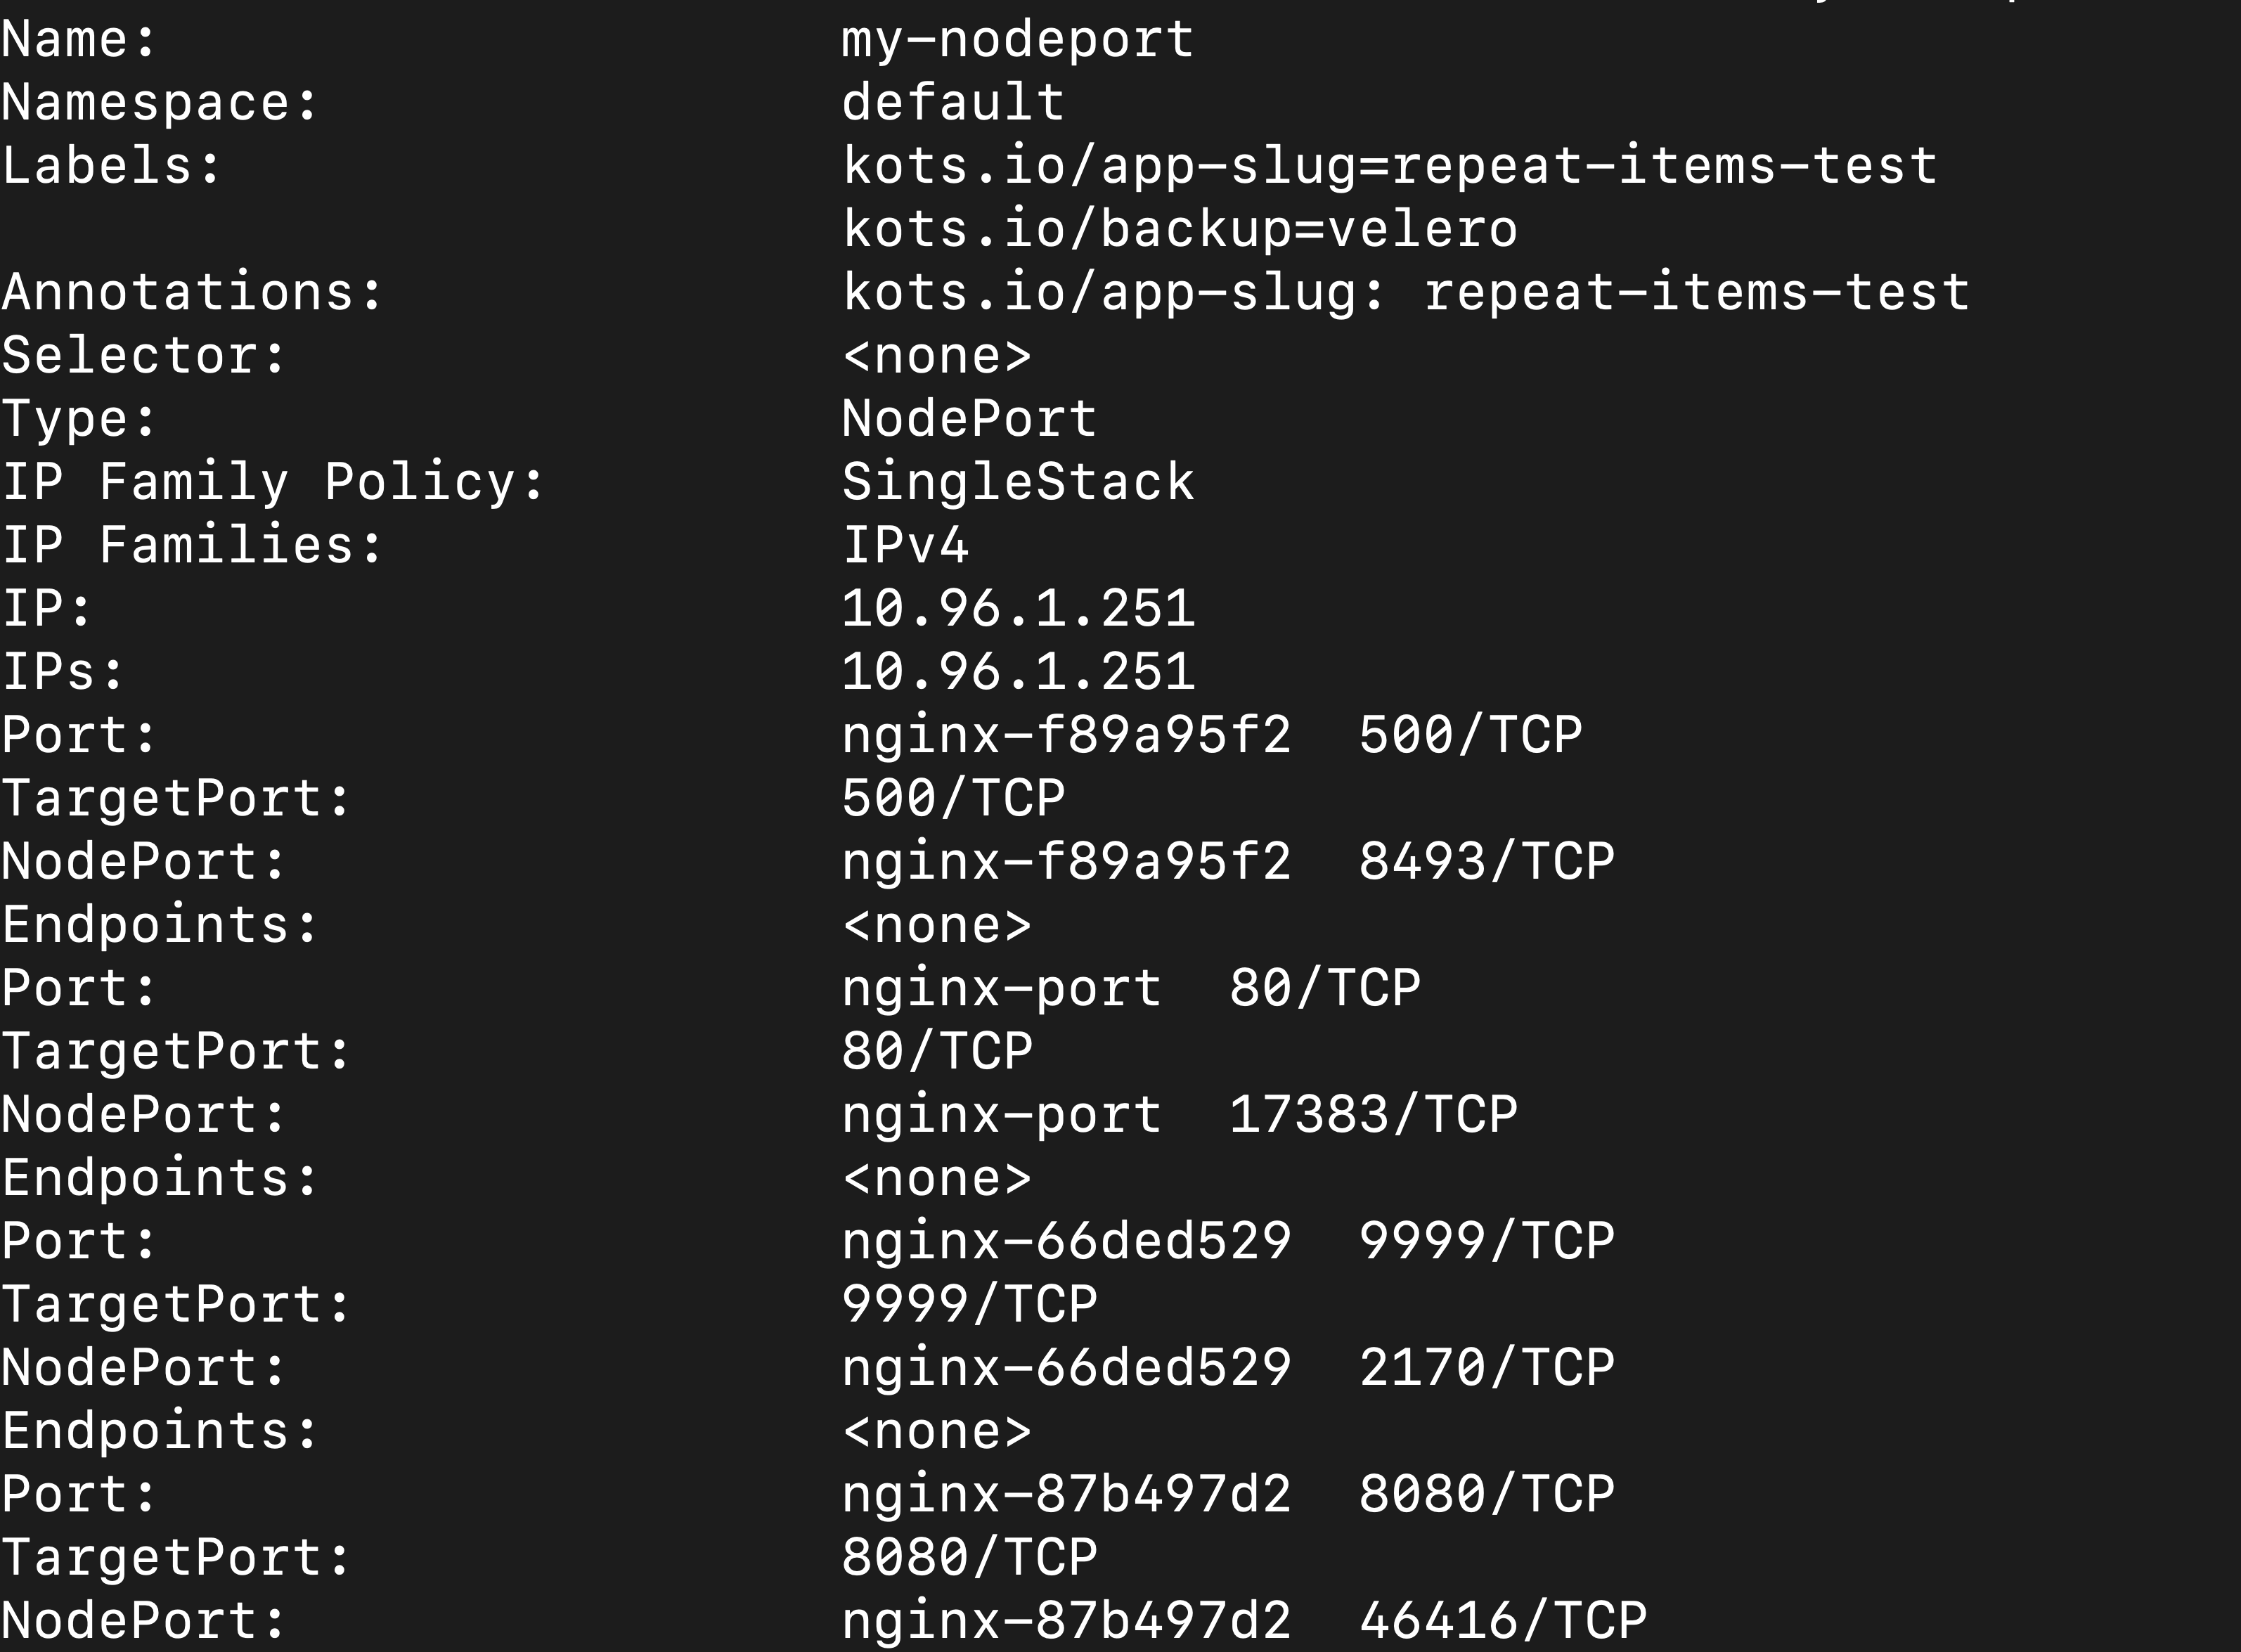 Name: my-nodeport
Namespace: default
Labels: kots.io/app-slug=repeat-items-test
kots.io/backup=velero
Annotations: kots.io/app-slug: repeat-items-test
Selector: <none>
Type: NodePort
IP Family Policy: SingleStack
IP Families: IPv4
IP: 10.96.1.251
IPs: 10.96.1.251
Port: nginx-f89a95f2  500/TCP
TargetPort: 500/TCP
NodePort: nginx-f89a95f2  8493/TCP
Endpoints: <none>
Port: nginx-port  80/TCP
TargetPort: 80/TCP
NodePort: nginx-port  17383/TCP
Endpoints: <none>
Port: nginx-66ded529  9999/TCP
TargetPort: 9999/TCP
NodePort: nginx-66ded529  2170/TCP
Endpoints: <none>
Port: nginx-87b497d2  8080/TCP
TargetPort: 8080/TCP
NodePort: nginx-87b497d2  46416/TCP